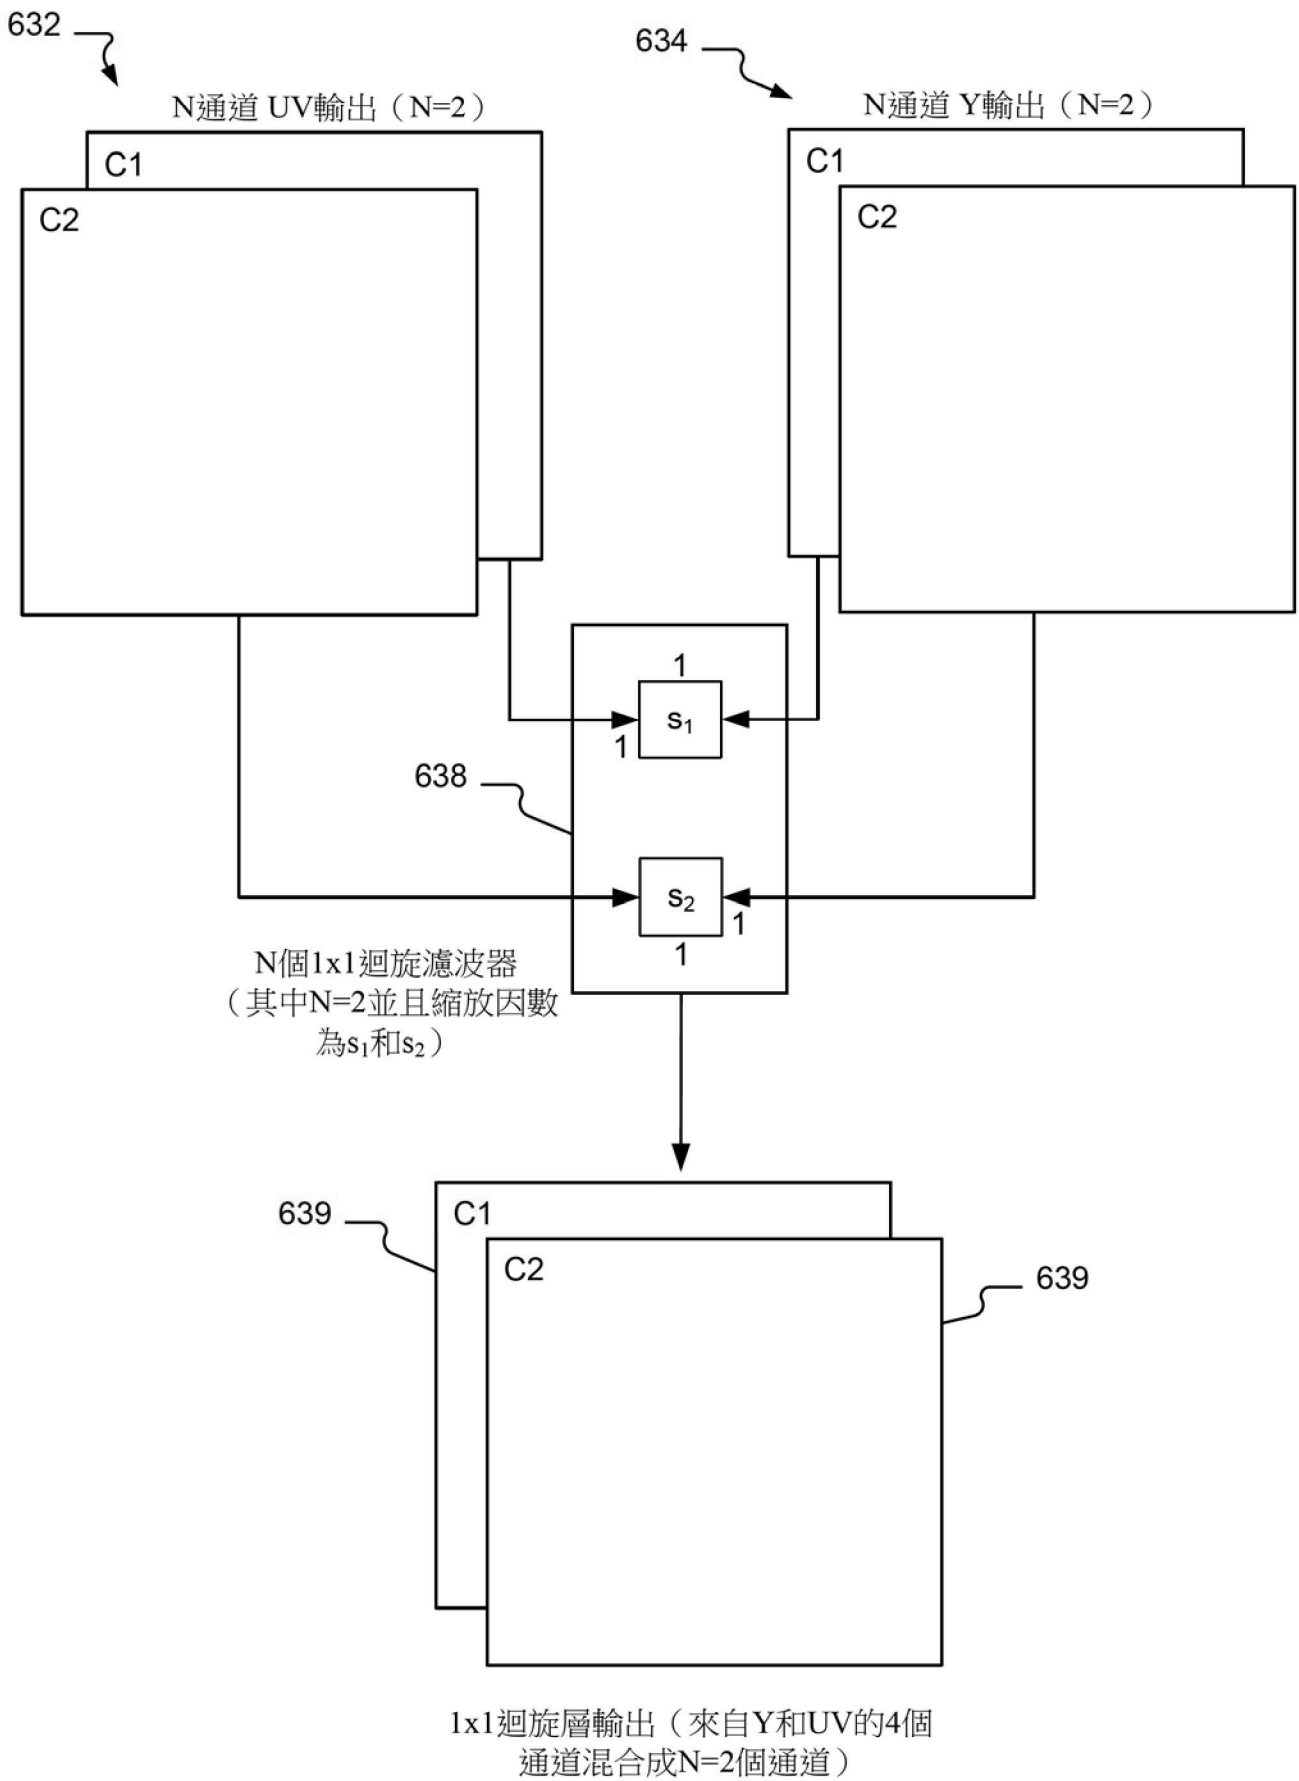 632
634
N通道 UV輸出（N=2）
N通道 Y輸出（N=2）
C1
C2
C1
C2
1
s₁
1
638
s₂
1
1
N個1x1迴旋濾波器
（其中N=2並且縮放因數
為s₁和s₂）
C1
639
C2
639
1x1迴旋層輸出（來自Y和UV的4個
通道混合成N=2個通道）